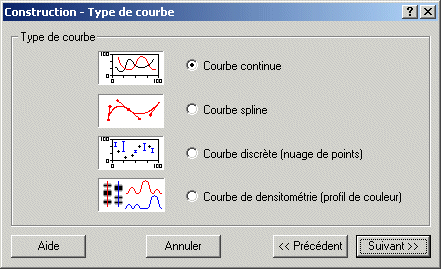 Construction - Type de courbe
Type de courbe
100
0
0 100
Courbe continue
Courbe spline
100
0
0 100
Courbe discrète (nuage de points)
Courbe de densitométrie (profil de couleur)
Aide
Annuler
<< Précédent
Suivant >>